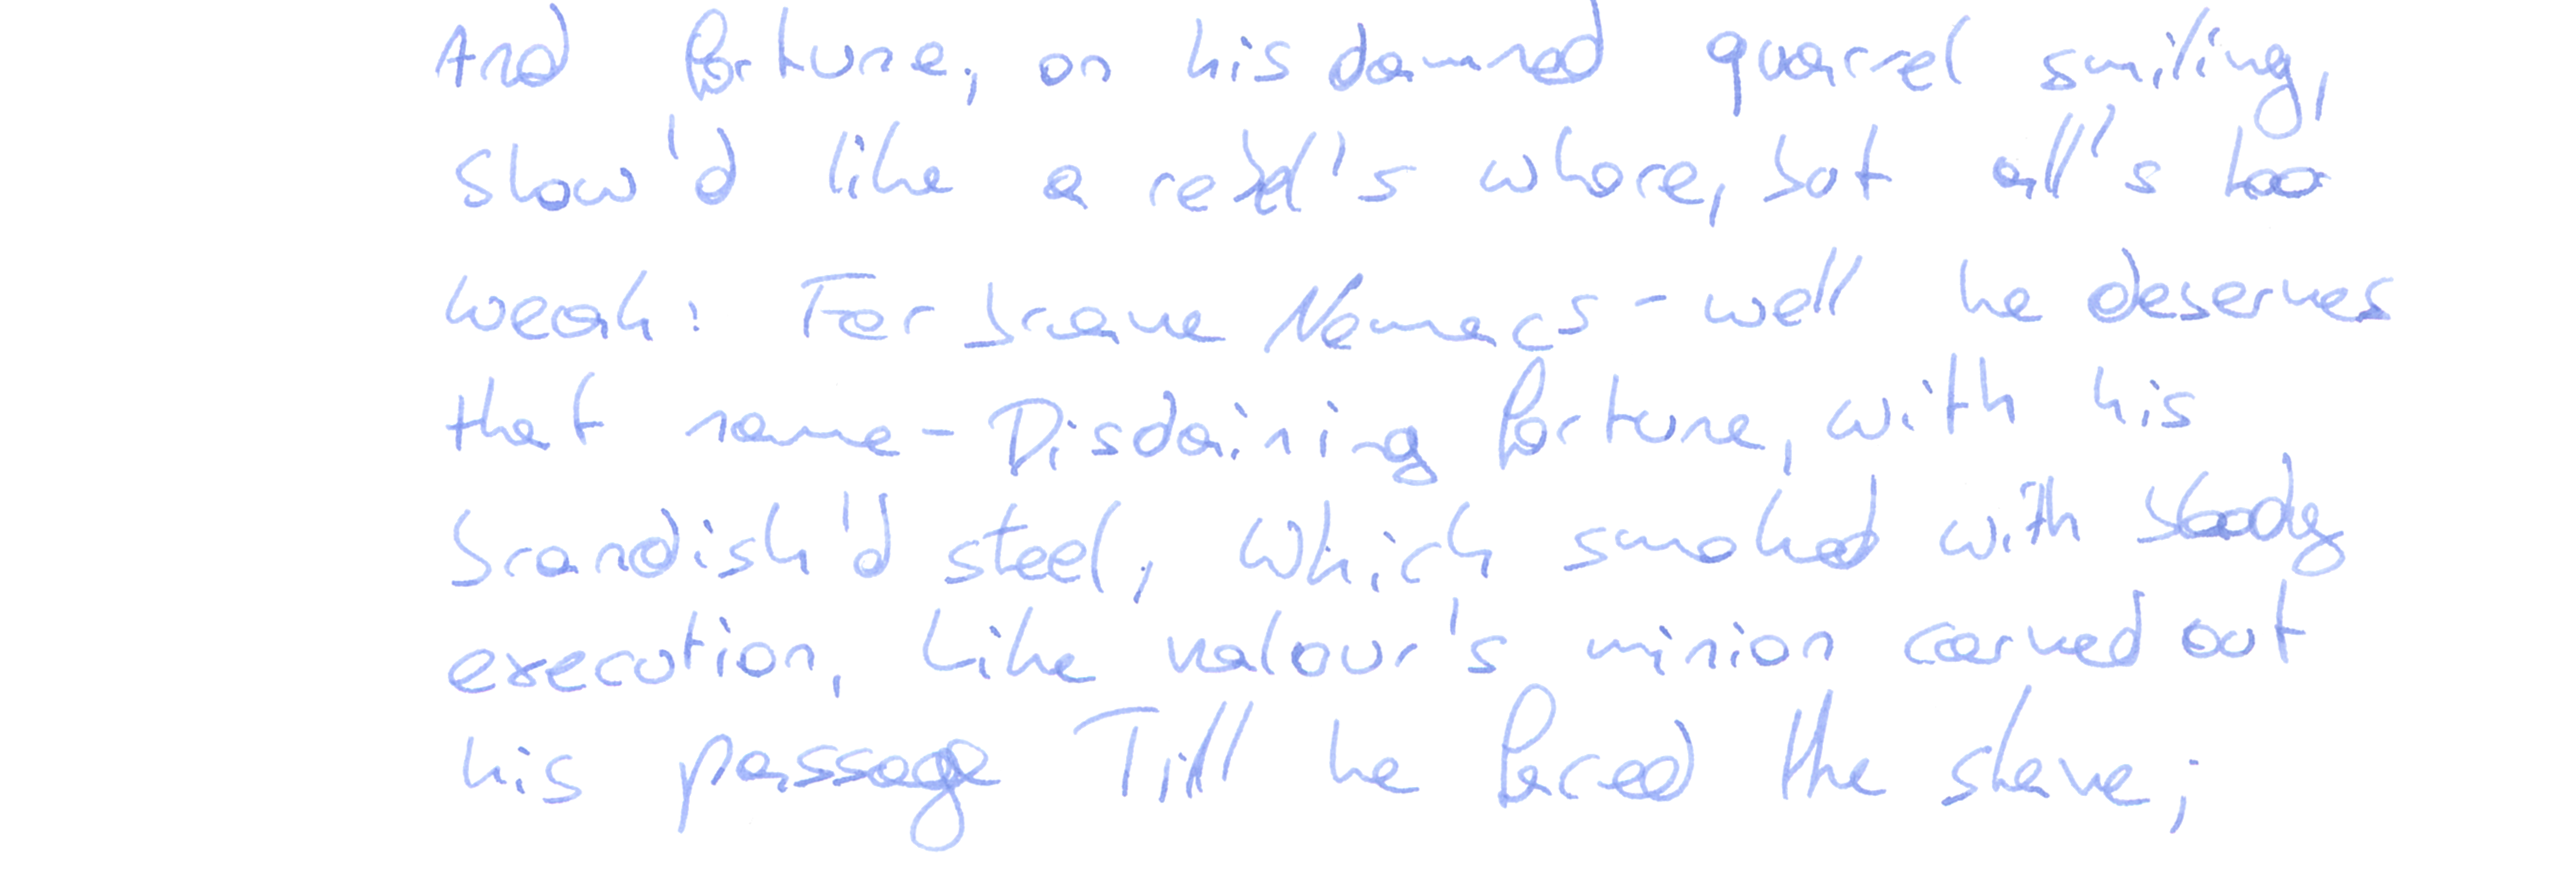 And fortune, on his damned quarrel smiling,
Show'd like a rebel's whore, but all's too
weak: For brave Nomacs - well he deserves
that name - Disdaining fortune, with his
brandish'd steel, Which smoked with bloody
execution, Like valour's minion carved out
his passage Till he faced the slave;